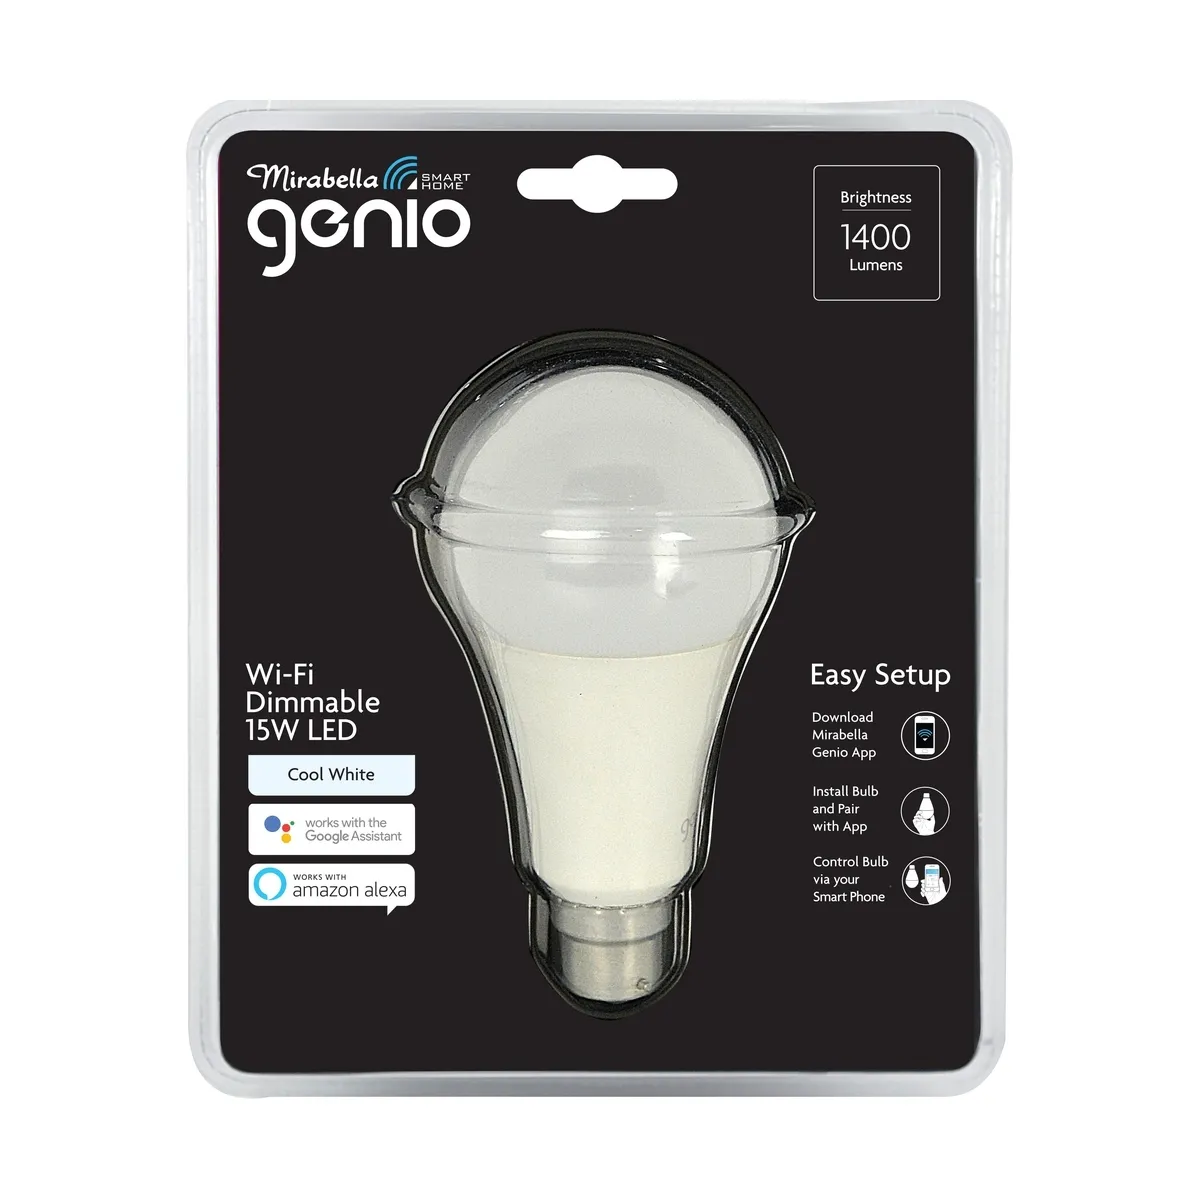 Mirabella SMART HOME
genio
Brightness
1400
Lumens
Wi-Fi
Dimmable
15W LED
Cool White
works with the
Google Assistant
WORKS WITH
amazon alexa
Easy Setup
Download
Mirabella
Genio App
Install Bulb
and Pair
with App
Control Bulb
via your
Smart Phone